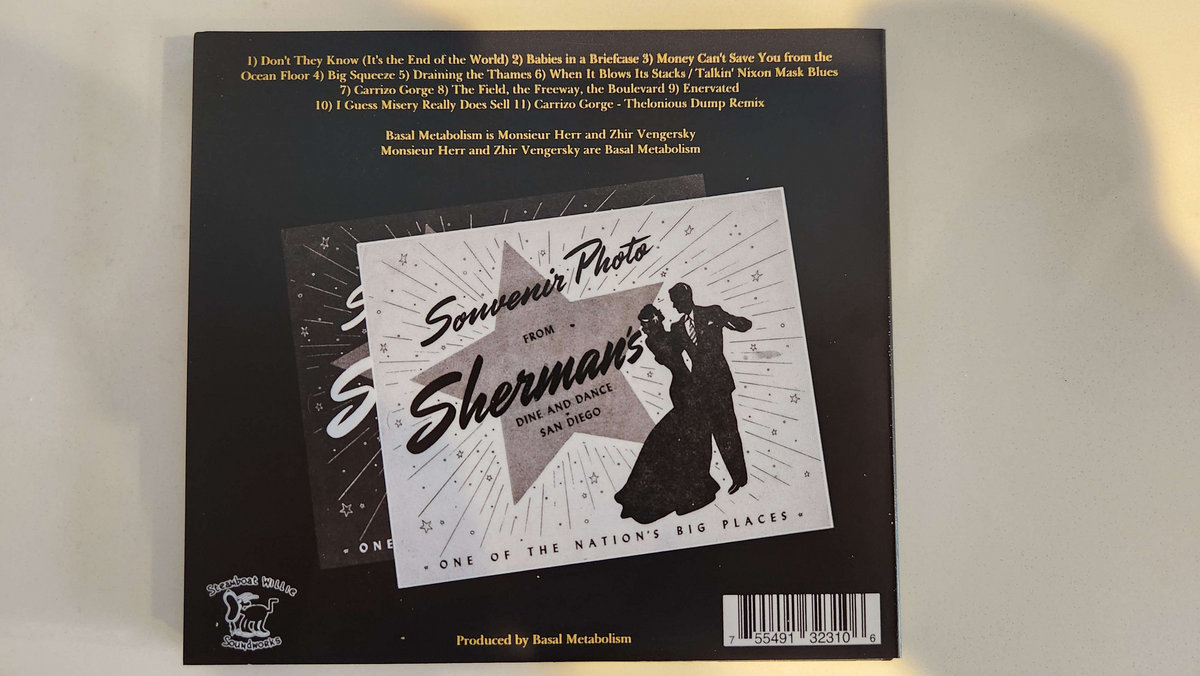 1) Don't They Know (It's the End of the World) 2) Babies in a Briefcase 3) Money Can't Save You from the
Ocean Floor 4) Big Squeeze 5) Draining the Thames 6) When It Blows Its Stacks / Talkin' Nixon Mask Blues
7) Carrizo Gorge 8) The Field, the Freeway, the Boulevard 9) Enervated
10) I Guess Misery Really Does Sell 11) Carrizo Gorge - Thelonious Dump Remix
Basal Metabolism is Monsieur Herr and Zhir Vengersky
Monsieur Herr and Zhir Vengersky are Basal Metabolism
Souvenir Photo
FROM
Sherman's
DINE AND DANCE
SAN DIEGO
S
S
" ONE
" ONE OF THE NATION'S BIG PLACES "
Steamboat Willie
Soundworks
Produced by Basal Metabolism
7 55491 32310 6